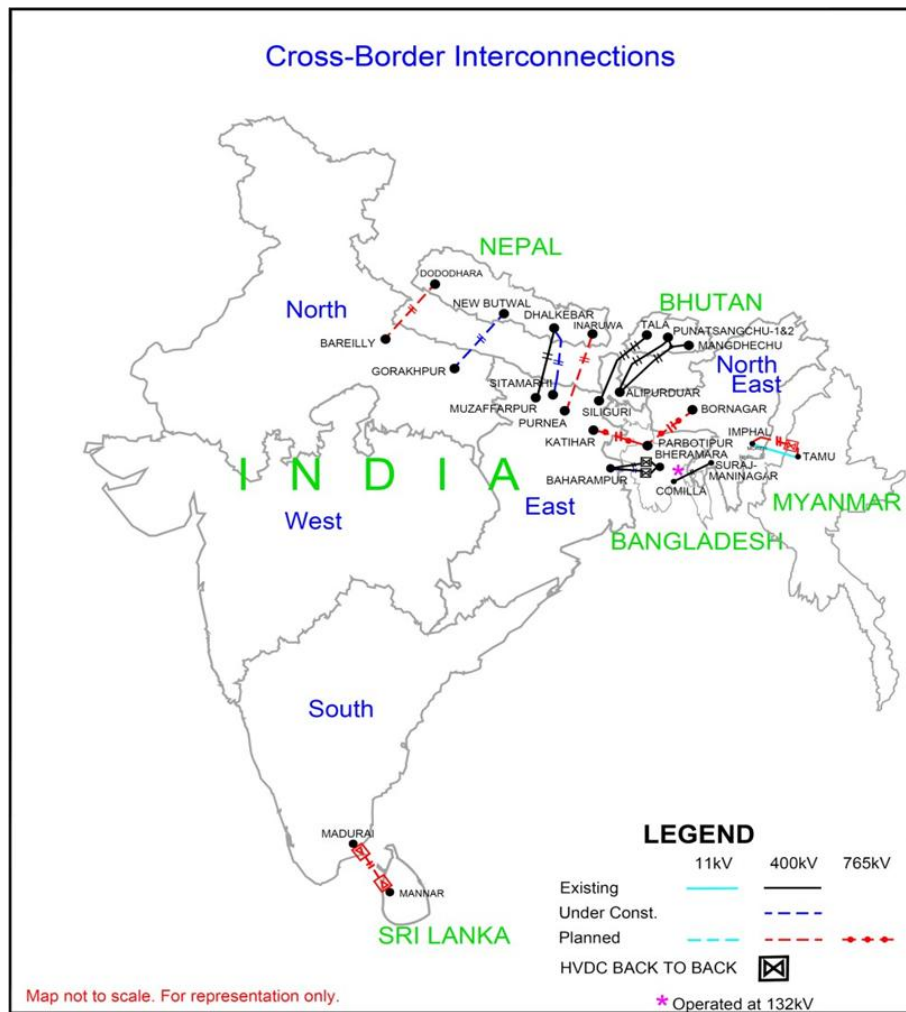 Cross-Border Interconnections
NEPAL
DODODHARA
NEW BUTWAL
DHALKEBAR
INARUWA
BHUTAN
TALA
PUNATSANGCHU-1&2
MANGDHECHU
North
BAREILLY
GORAKHPUR
SITAMARHI
MUZAFFARPUR
PURNEA
SILIGURI
ALIPURDUAR
North
East
BORNAGAR
KATIHAR
PARBOTIPUR
IMPHAL
TAMU
BHERAMARA
BAHARAMPUR
SURAJ-
MANINAGAR
*
COMILLA
INDIA
West
East
MYANMAR
BANGLADESH
South
MADURAI
MANNAR
SRI LANKA
LEGEND
11kV 400kV 765kV
Existing
Under Const.
Planned
HVDC BACK TO BACK
* Operated at 132kV
Map not to scale. For representation only.